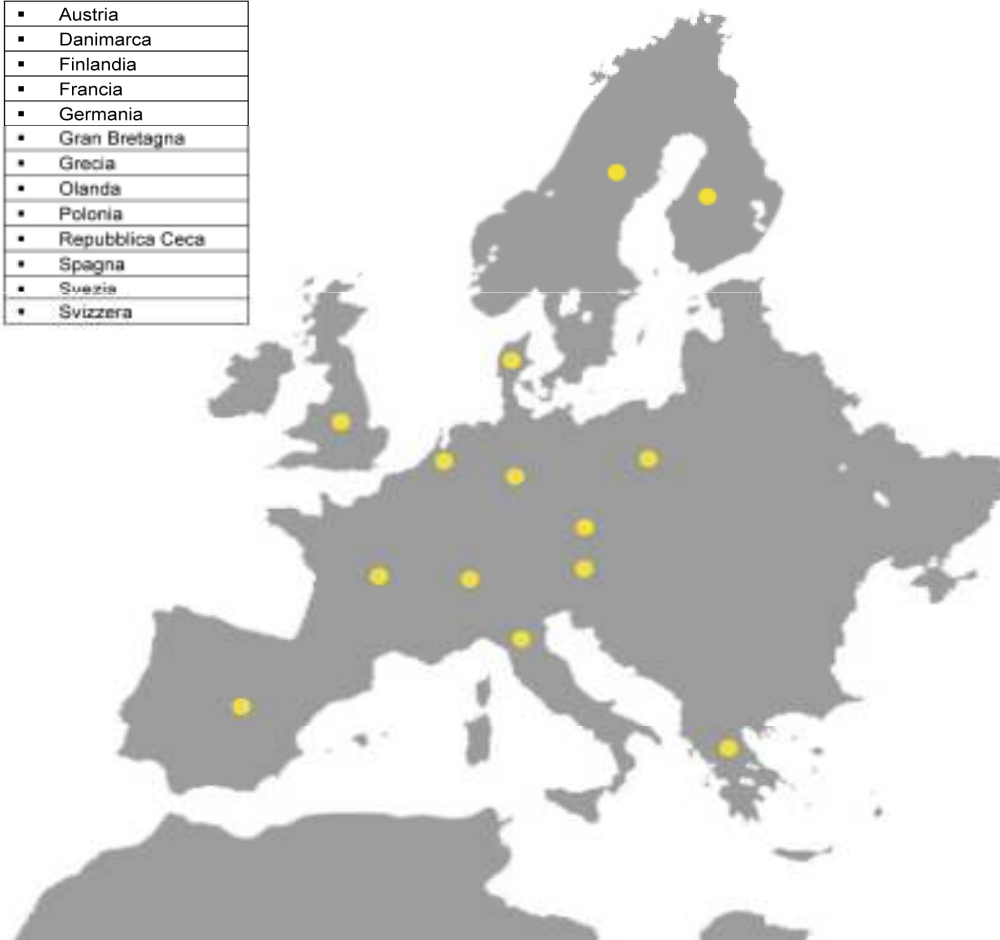 ▪ Austria
▪ Danimarca
▪ Finlandia
▪ Francia
▪ Germania
▪ Gran Bretagna
▪ Grecia
▪ Olanda
▪ Polonia
▪ Repubblica Ceca
▪ Spagna
▪ Svezia
▪ Svizzera